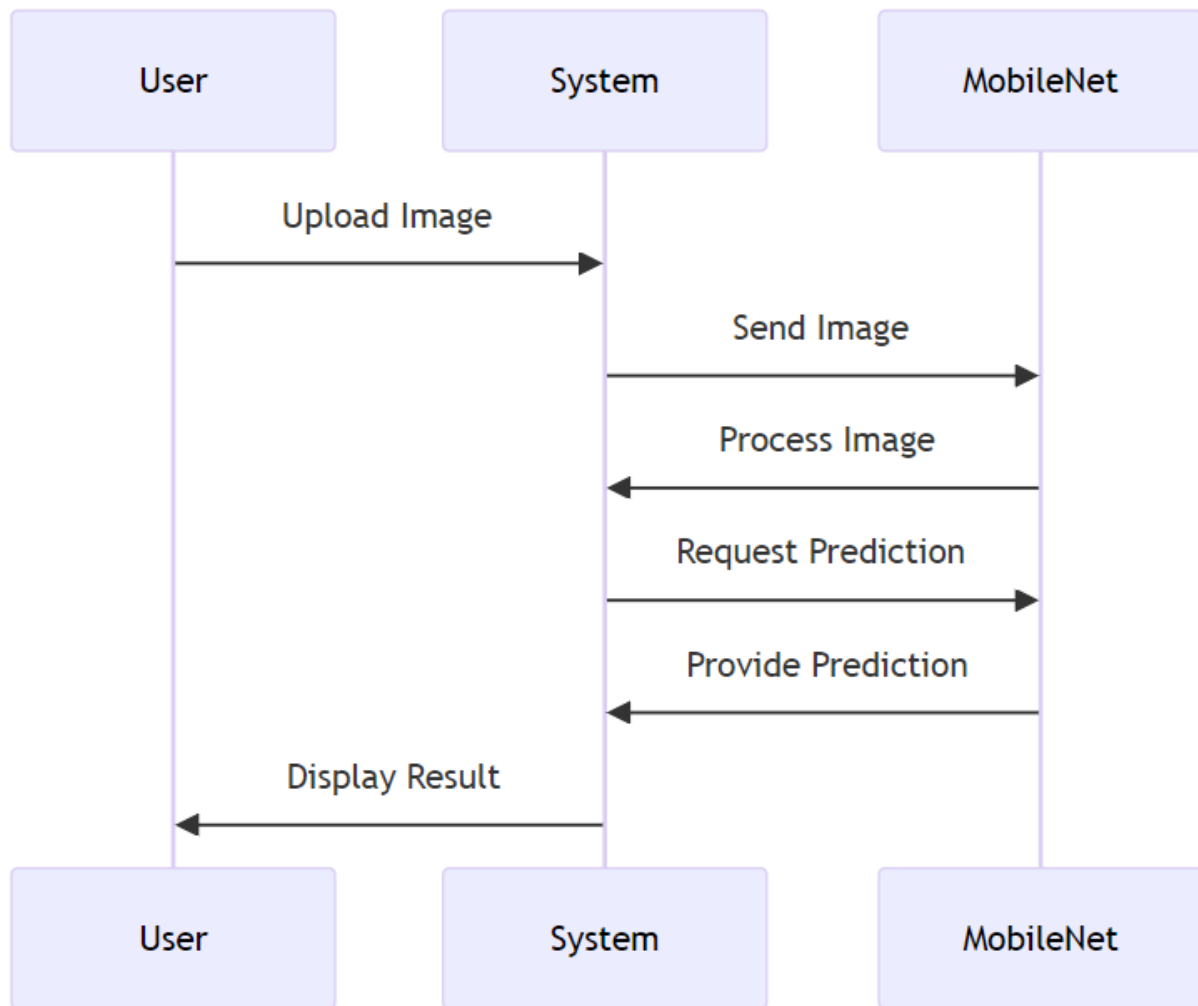 User
System
MobileNet
Upload Image
Send Image
Process Image
Request Prediction
Provide Prediction
Display Result
User
System
MobileNet